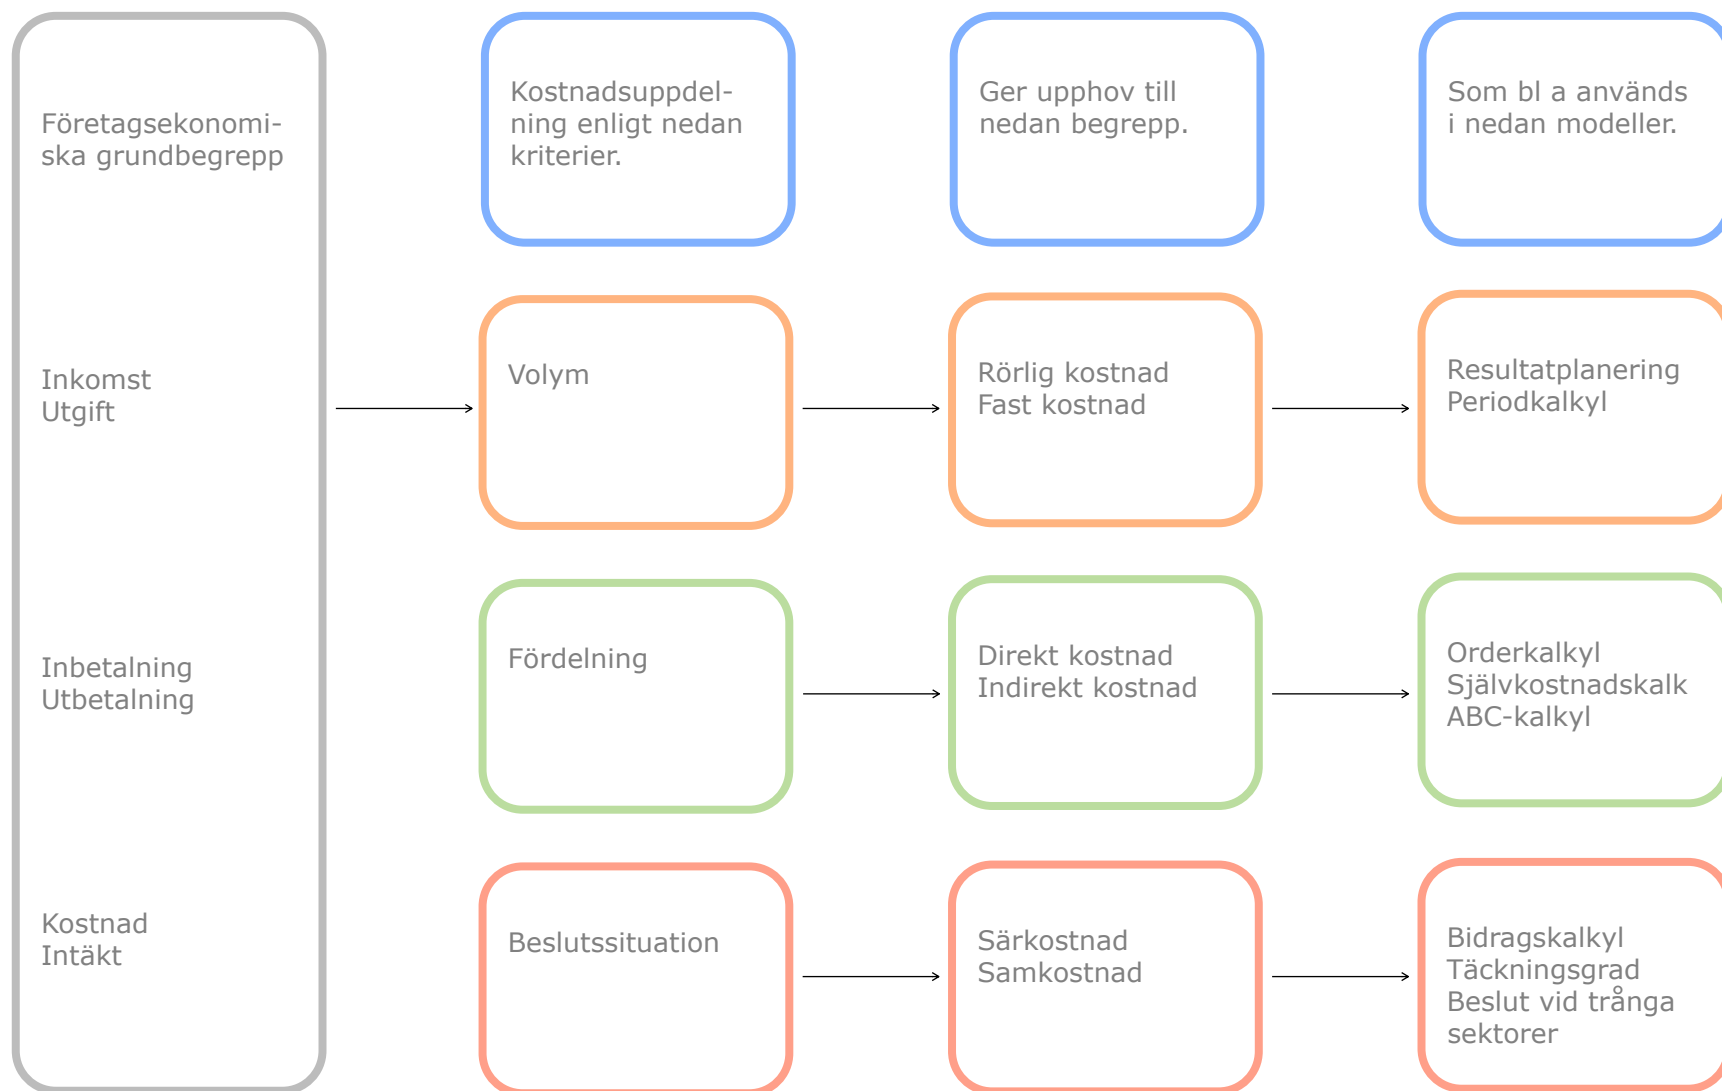 Företagsekonomi-
ska grundbegrepp
Inkomst
Utgift
Inbetalning
Utbetalning
Kostnad
Intäkt
Kostnadsuppdel-
ning enligt nedan
kriterier.
Ger upphov till
nedan begrepp.
Som bl a används
i nedan modeller.
Volym
Rörlig kostnad
Fast kostnad
Resultatplanering
Periodkalkyl
Fördelning
Direkt kostnad
Indirekt kostnad
Orderkalkyl
Självkostnadskalk
ABC-kalkyl
Beslutssituation
Särkostnad
Samkostnad
Bidragskalkyl
Täckningsgrad
Beslut vid trånga
sektorer